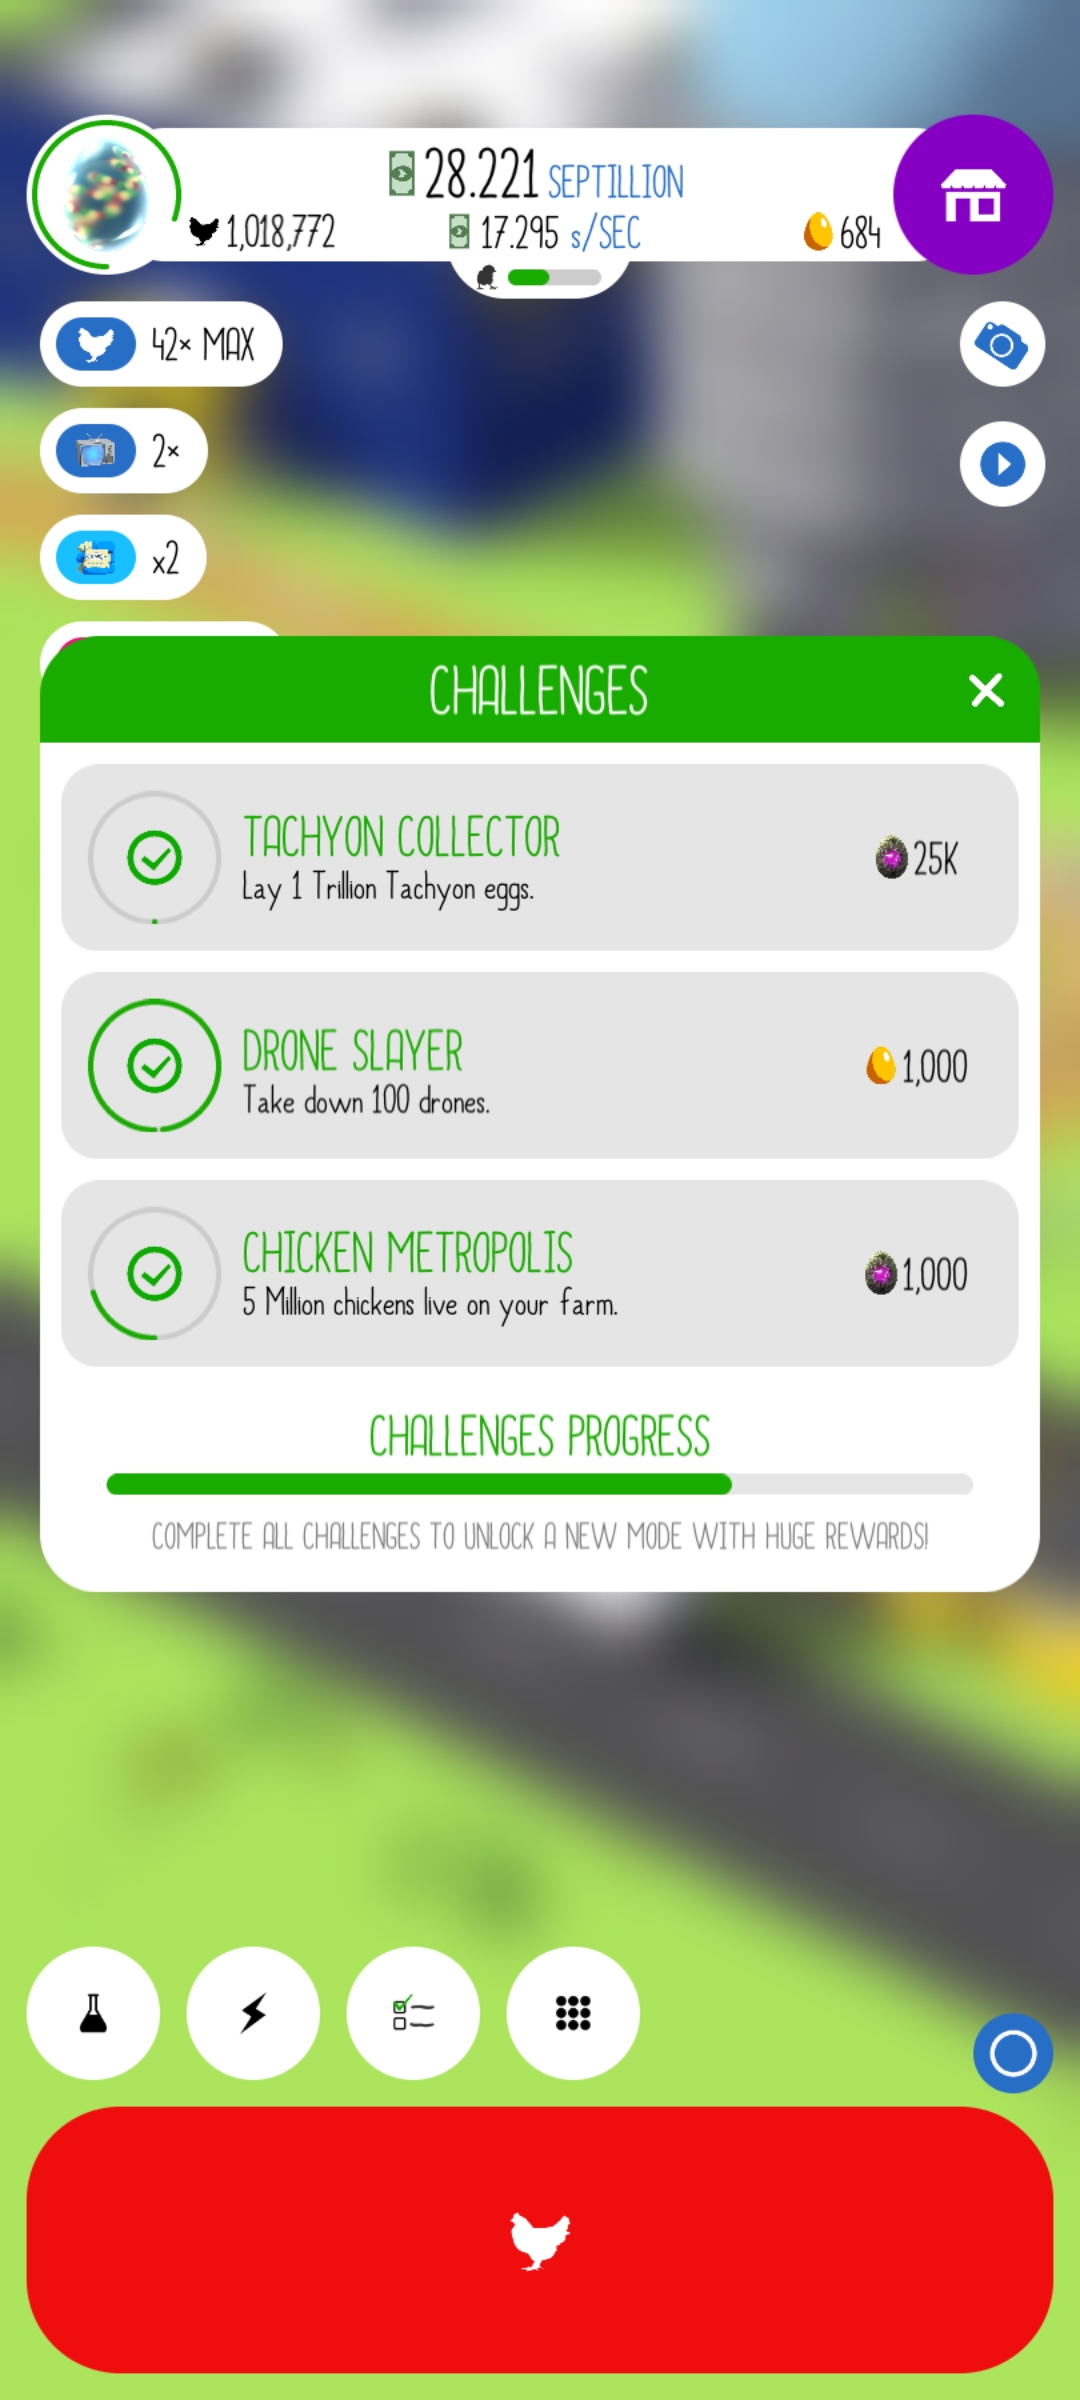 28.221 SEPTILLION
1,018,772
17.295 s/SEC
684
42× MAX
2×
x2
CHALLENGES
TACHYON COLLECTOR
Lay 1 Trillion Tachyon eggs.
25K
DRONE SLAYER
Take down 100 drones.
1,000
CHICKEN METROPOLIS
5 Million chickens live on your farm.
1,000
CHALLENGES PROGRESS
COMPLETE ALL CHALLENGES TO UNLOCK A NEW MODE WITH HUGE REWARDS!